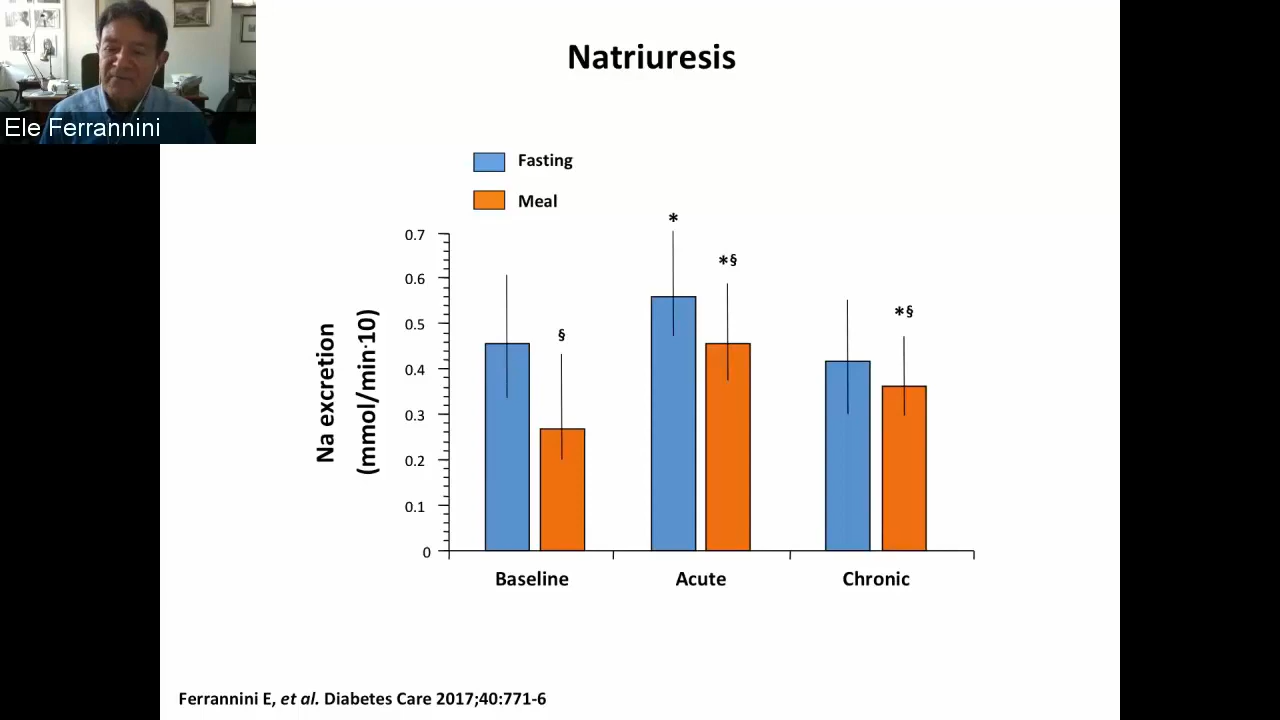 Ele Ferrannini
Natriuresis
Fasting
Meal
Na excretion
(mmol/min·10)
0.7
0.6
0.5
0.4
0.3
0.2
0.1
0
§
*
*§
*§
Baseline
Acute
Chronic
Ferrannini E, et al. Diabetes Care 2017;40:771-6